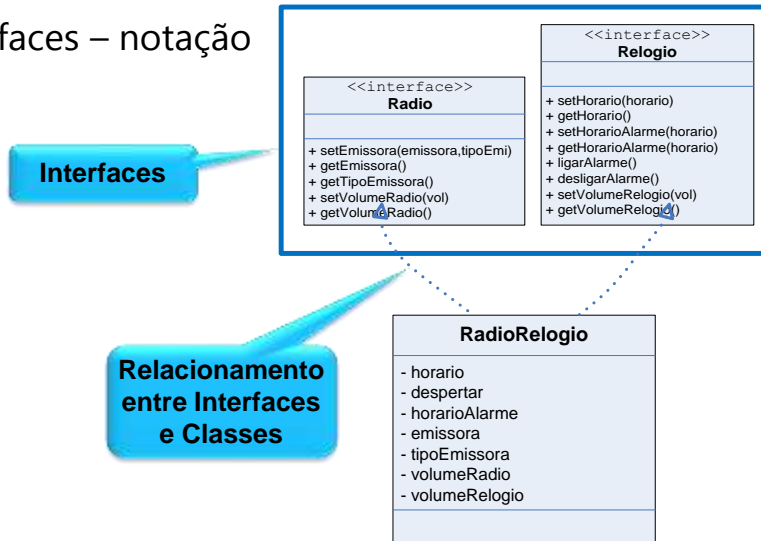 faces – notação
<<interface>>
Radio
+ setEmissora(emissora,tipoEmi)
+ getEmissora()
+ getTipoEmissora()
+ setVolumeRadio(vol)
+ getVolumeRadio()
<<interface>>
Relogio
+ setHorario(horario)
+ getHorario()
+ setHorarioAlarme(horario)
+ getHorarioAlarme(horario)
+ ligarAlarme()
+ desligarAlarme()
+ setVolumeRelogio(vol)
+ getVolumeRelogio()
Interfaces
Relacionamento
entre Interfaces
e Classes
RadioRelogio
- horario
- despertar
- horarioAlarme
- emissora
- tipoEmissora
- volumeRadio
- volumeRelogio